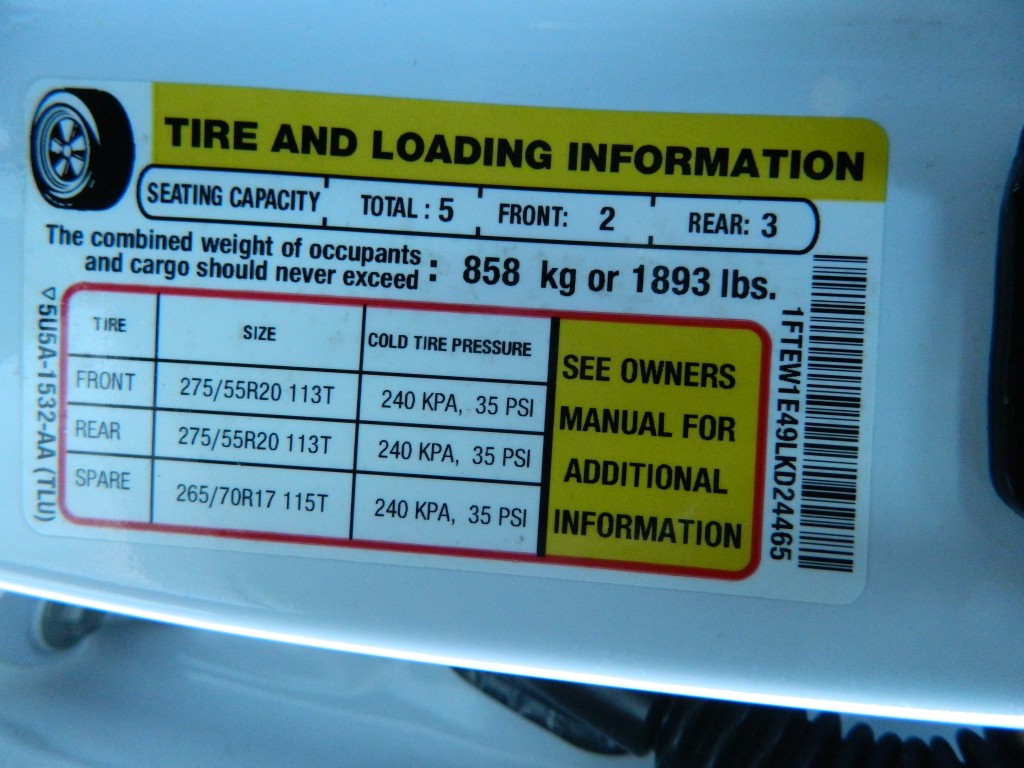 TIRE AND LOADING INFORMATION
SEATING CAPACITY TOTAL : 5 FRONT: 2 REAR: 3
The combined weight of occupants
and cargo should never exceed : 858 kg or 1893 lbs.
TIRE SIZE COLD TIRE PRESSURE
FRONT 275/55R20 113T 240 KPA, 35 PSI
REAR 275/55R20 113T 240 KPA, 35 PSI
SPARE 265/70R17 115T 240 KPA, 35 PSI
SEE OWNERS
MANUAL FOR
ADDITIONAL
INFORMATION
5U5A-1532-AA (TLU)
1FTEW1E49LKD24465